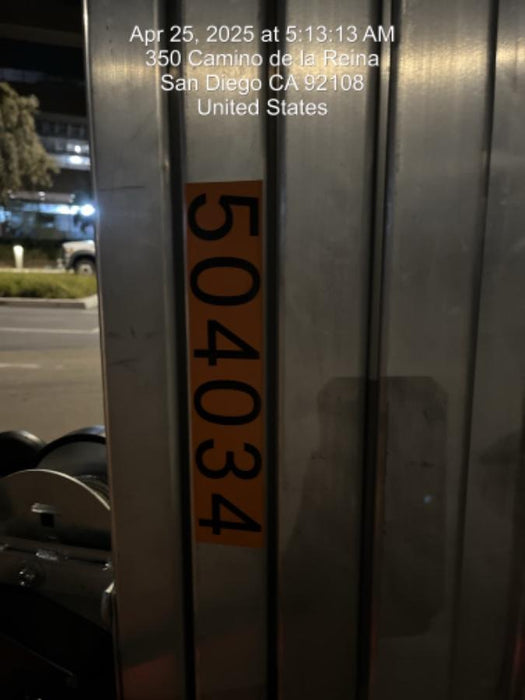 Apr 25, 2025 at 5:13:13 AM
350 Camino de la Reina
San Diego CA 92108
United States
504034